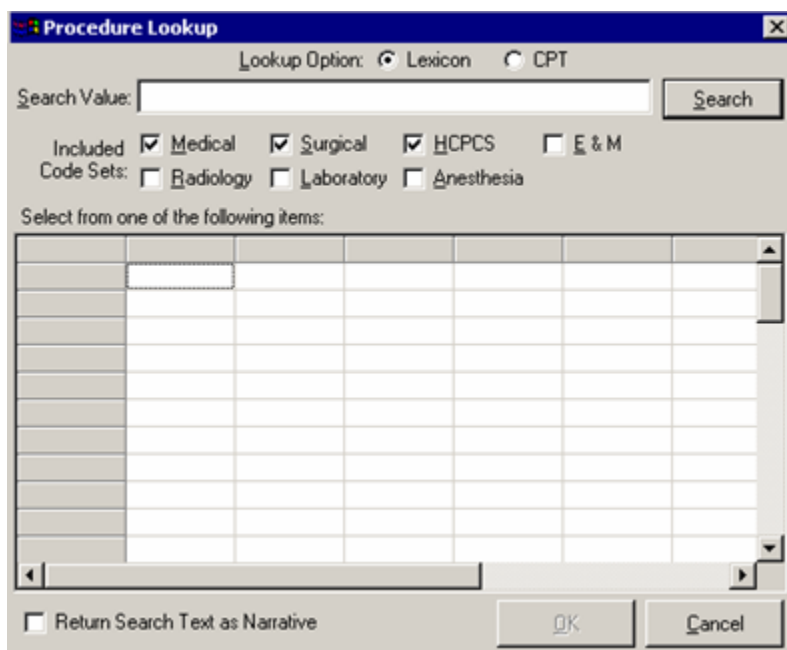 Procedure Lookup
Lookup Option: Lexicon CPT
Search Value: Search
Included Code Sets: Medical Surgical HCPCS E & M
Radiology Laboratory Anesthesia
Select from one of the following items:
Return Search Text as Narrative OK Cancel